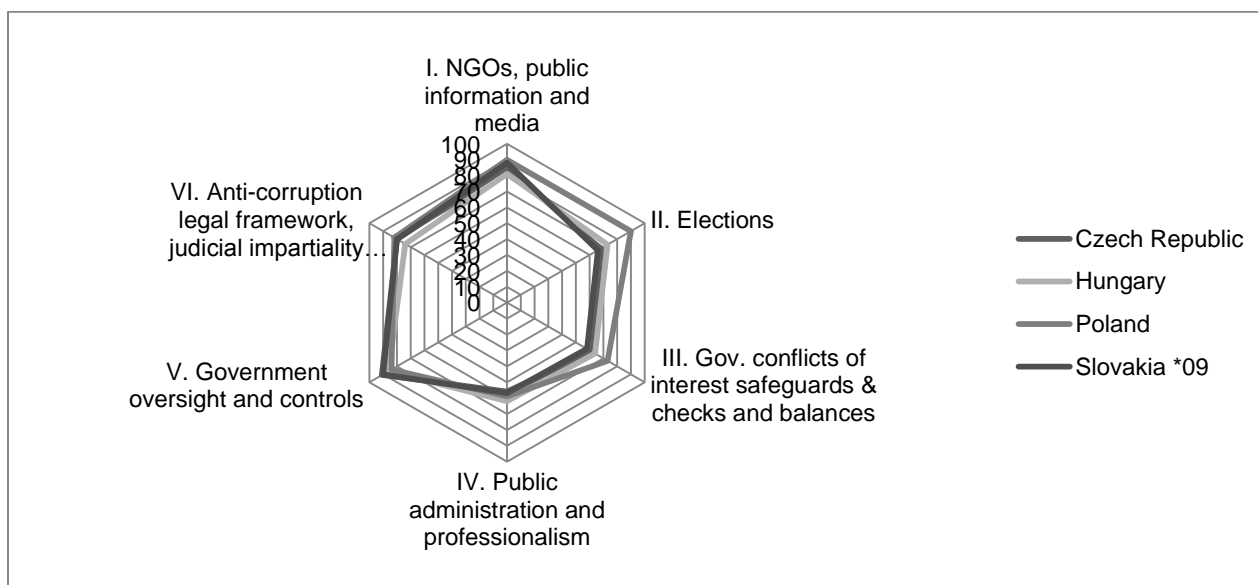 I. NGOs, public
information and
media
100
90
80
70
60
50
40
30
20
10
0
II. Elections
III. Gov. conflicts of
interest safeguards &
checks and balances
IV. Public
administration and
professionalism
V. Government
oversight and controls
VI. Anti-corruption
legal framework,
judicial impartiality…
Czech Republic
Hungary
Poland
Slovakia *09